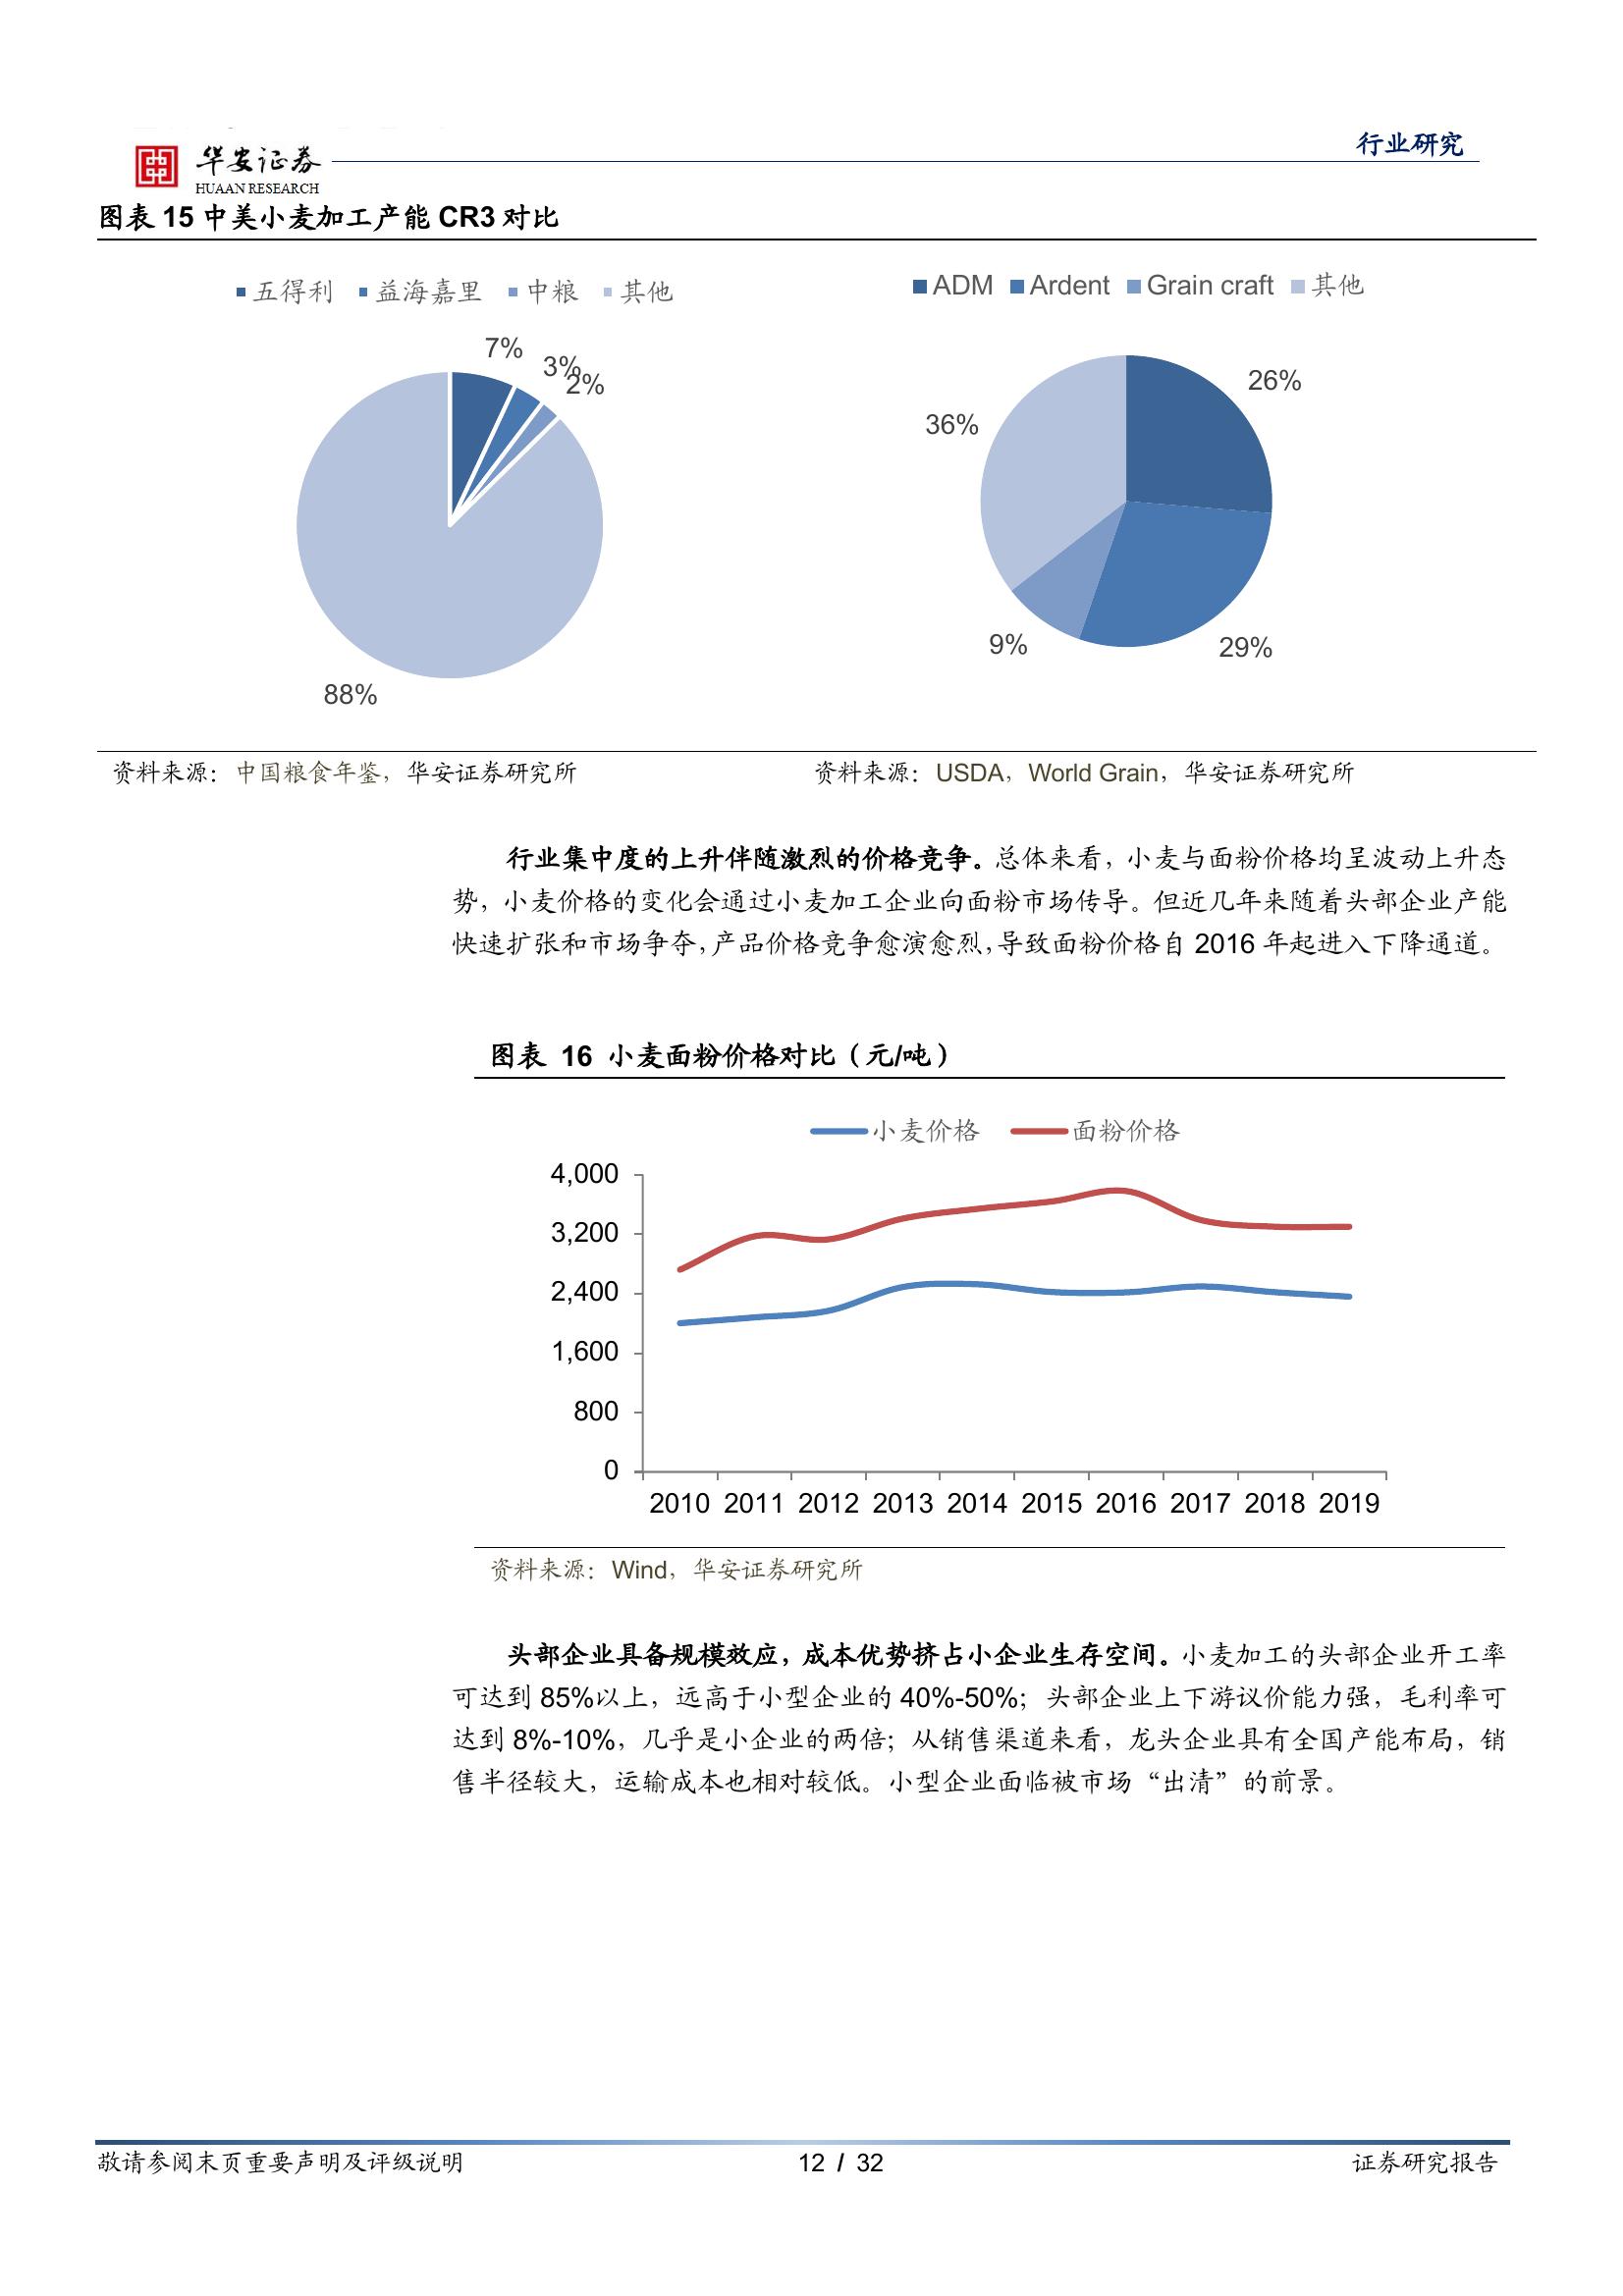 华安证券
HUAAN RESEARCH
行业研究
图表 15 中美小麦加工产能 CR3 对比
五得利 益海嘉里 中粮 其他
7%
3%
2%
88%
ADM Ardent Grain craft 其他
26%
36%
9%
29%
资料来源：中国粮食年鉴，华安证券研究所
资料来源：USDA，World Grain，华安证券研究所
行业集中度的上升伴随激烈的价格竞争。总体来看，小麦与面粉价格均呈波动上升态
势，小麦价格的变化会通过小麦加工企业向面粉市场传导。但近几年来随着头部企业产能
快速扩张和市场争夺，产品价格竞争愈演愈烈，导致面粉价格自 2016 年起进入下降通道。
图表 16 小麦面粉价格对比（元/吨）
小麦价格 面粉价格
4,000
3,200
2,400
1,600
800
0
2010 2011 2012 2013 2014 2015 2016 2017 2018 2019
资料来源：Wind，华安证券研究所
头部企业具备规模效应，成本优势挤占小企业生存空间。小麦加工的头部企业开工率
可达到 85%以上，远高于小型企业的 40%-50%；头部企业上下游议价能力强，毛利率可
达到 8%-10%，几乎是小企业的两倍；从销售渠道来看，龙头企业具有全国产能布局，销
售半径较大，运输成本也相对较低。小型企业面临被市场“出清”的前景。
敬请参阅末页重要声明及评级说明
12 / 32
证券研究报告